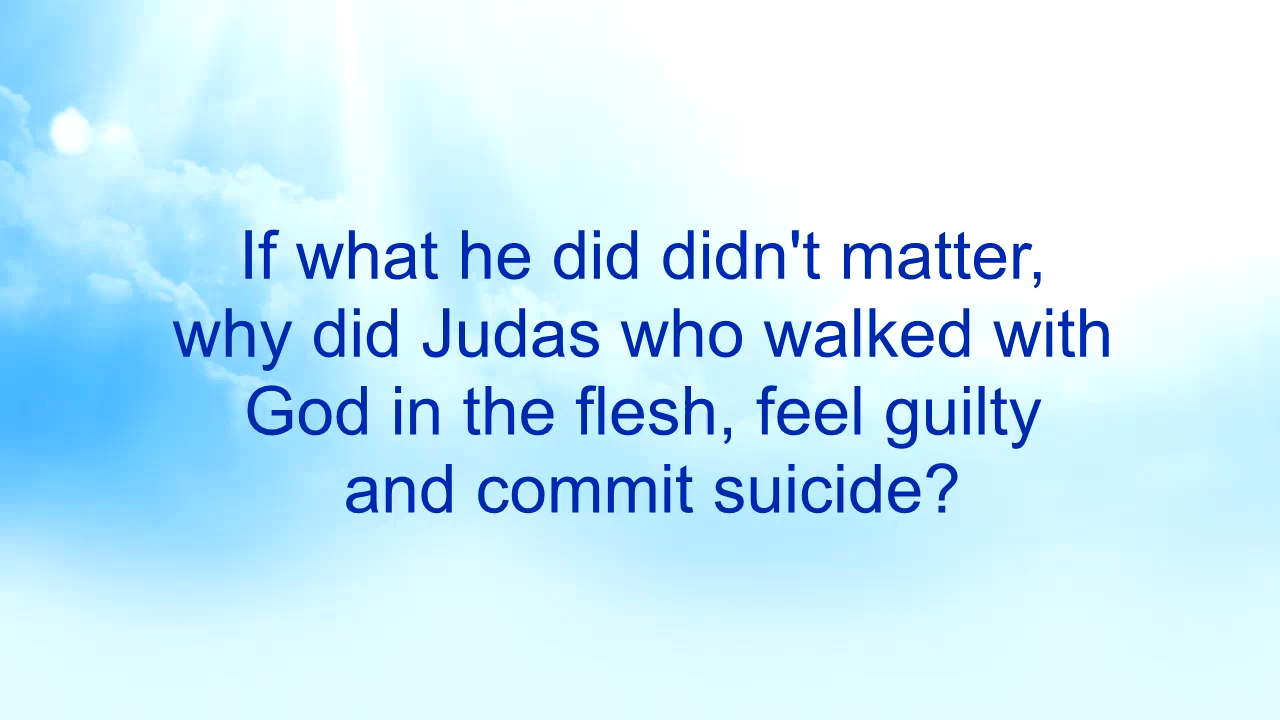 If what he did didn't matter,
why did Judas who walked with
God in the flesh, feel guilty
and commit suicide?